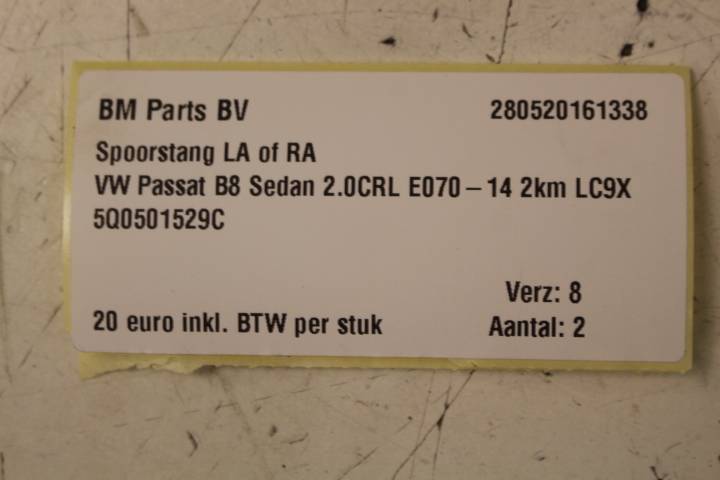 BM Parts BV 280520161338
Spoorstang LA of RA
VW Passat B8 Sedan 2.0CRL E070 – 14 2km LC9X
5Q0501529C
Verz: 8
20 euro inkl. BTW per stuk Aantal: 2